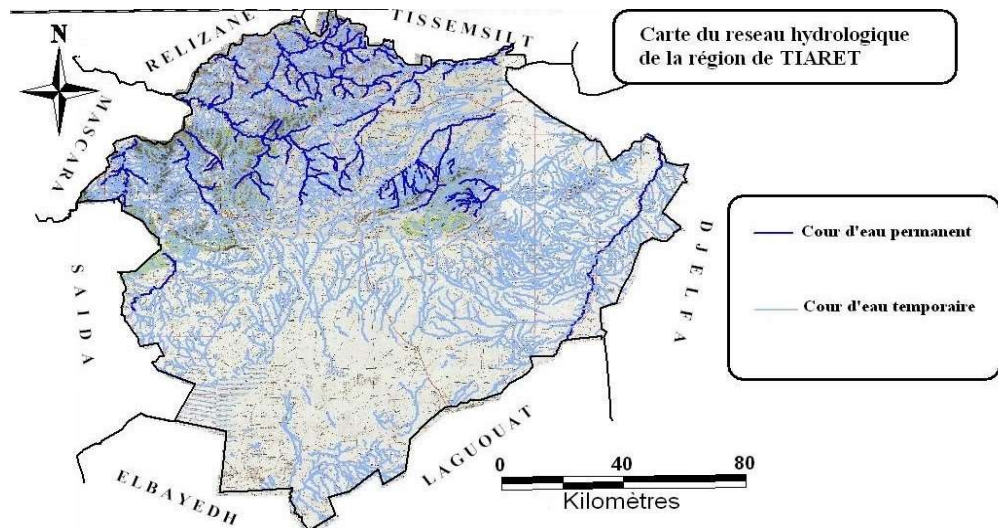 Carte du reseau hydrologique
de la région de TIARET
N
RELIZANE
TISSEMSILT
MASCARA
SAIDA
DJELFA
ELBAYEDH
LAGUOUAT
Cour d'eau permanent
Cour d'eau temporaire
0 40 80
Kilomètres